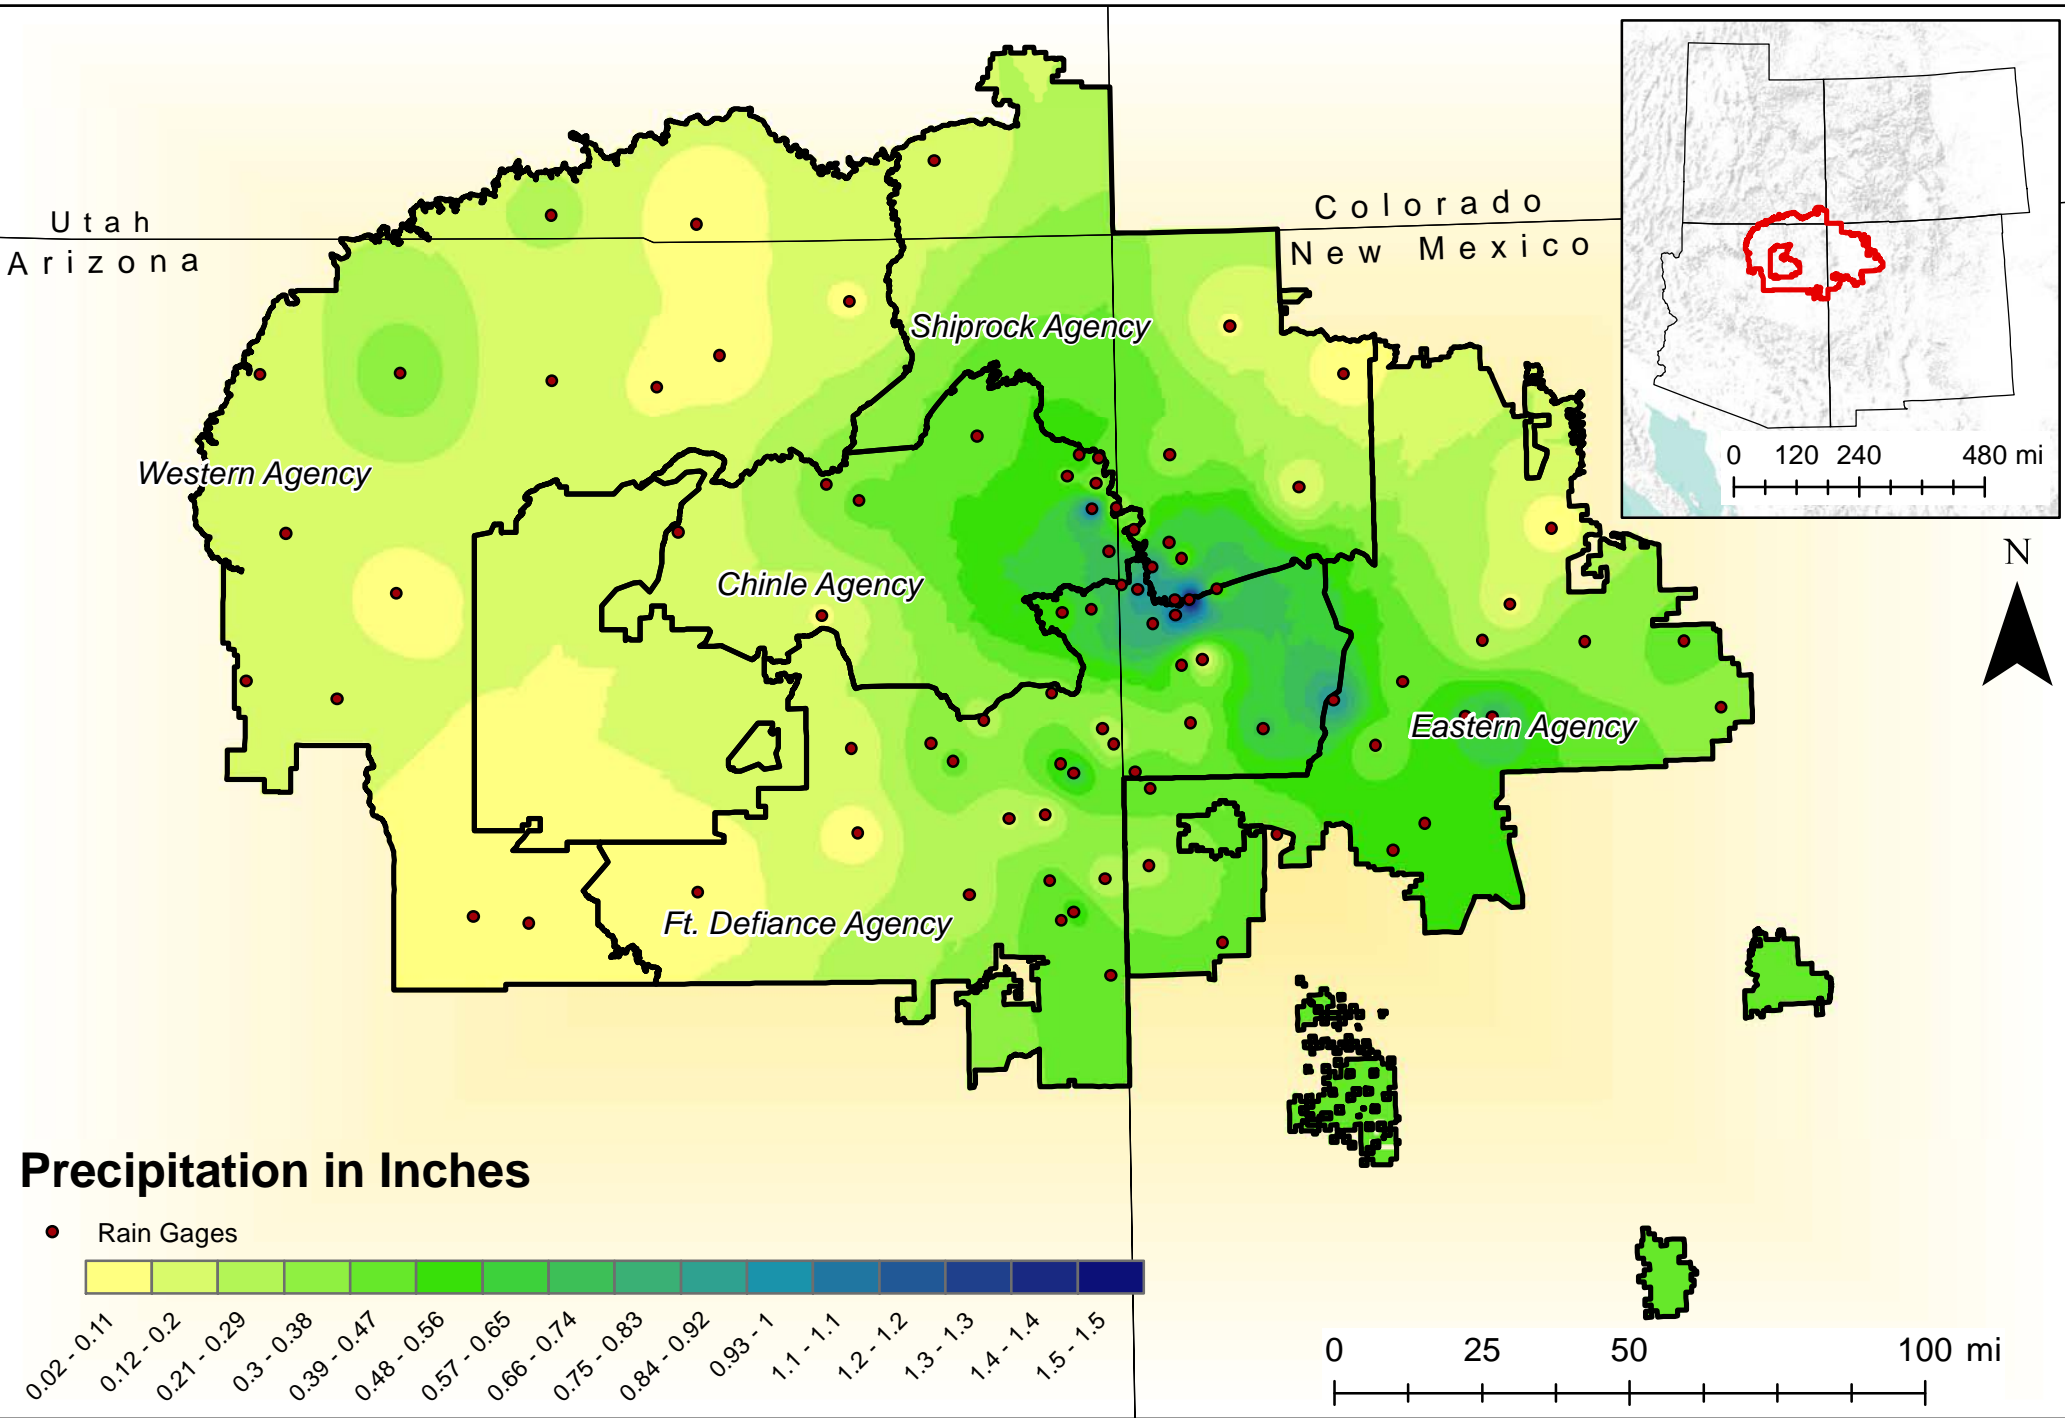 Utah
Arizona
Colorado
New Mexico
0 120 240 480 mi
N
Shiprock Agency
Western Agency
Chinle Agency
Eastern Agency
Ft. Defiance Agency
Precipitation in Inches
Rain Gages
0.02 - 0.11
0.12 - 0.2
0.21 - 0.29
0.3 - 0.38
0.39 - 0.47
0.48 - 0.56
0.57 - 0.65
0.66 - 0.74
0.75 - 0.83
0.84 - 0.92
0.93 - 1
1.1 - 1.1
1.2 - 1.2
1.3 - 1.3
1.4 - 1.4
1.5 - 1.5
0 25 50 100 mi